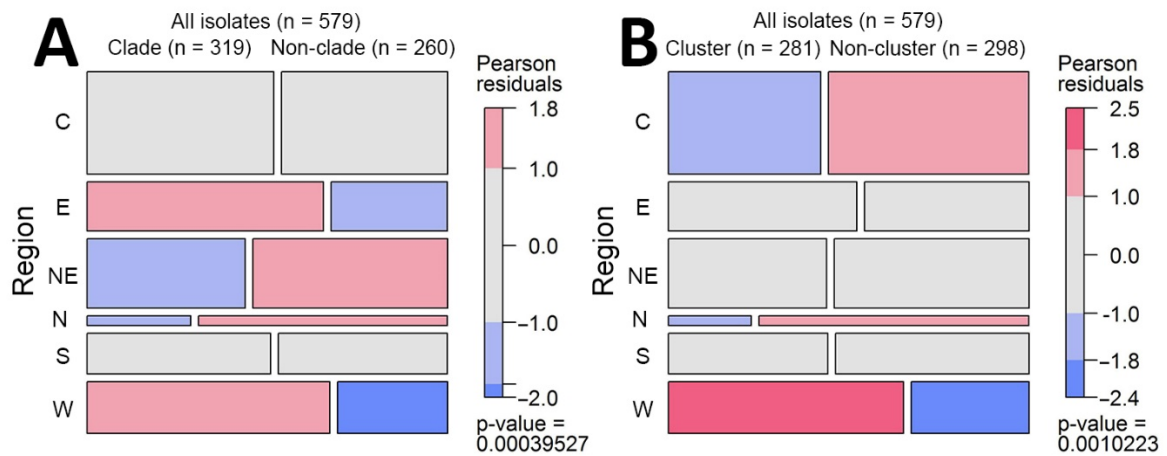 A
All isolates (n = 579)
Clade (n = 319) Non-clade (n = 260)
Region
C
E
NE
N
S
W
Pearson
residuals
1.8
1.0
0.0
−1.0
−2.0
p-value =
0.00039527
B
All isolates (n = 579)
Cluster (n = 281) Non-cluster (n = 298)
Region
C
E
NE
N
S
W
Pearson
residuals
2.5
1.8
1.0
0.0
−1.0
−1.8
−2.4
p-value =
0.0010223